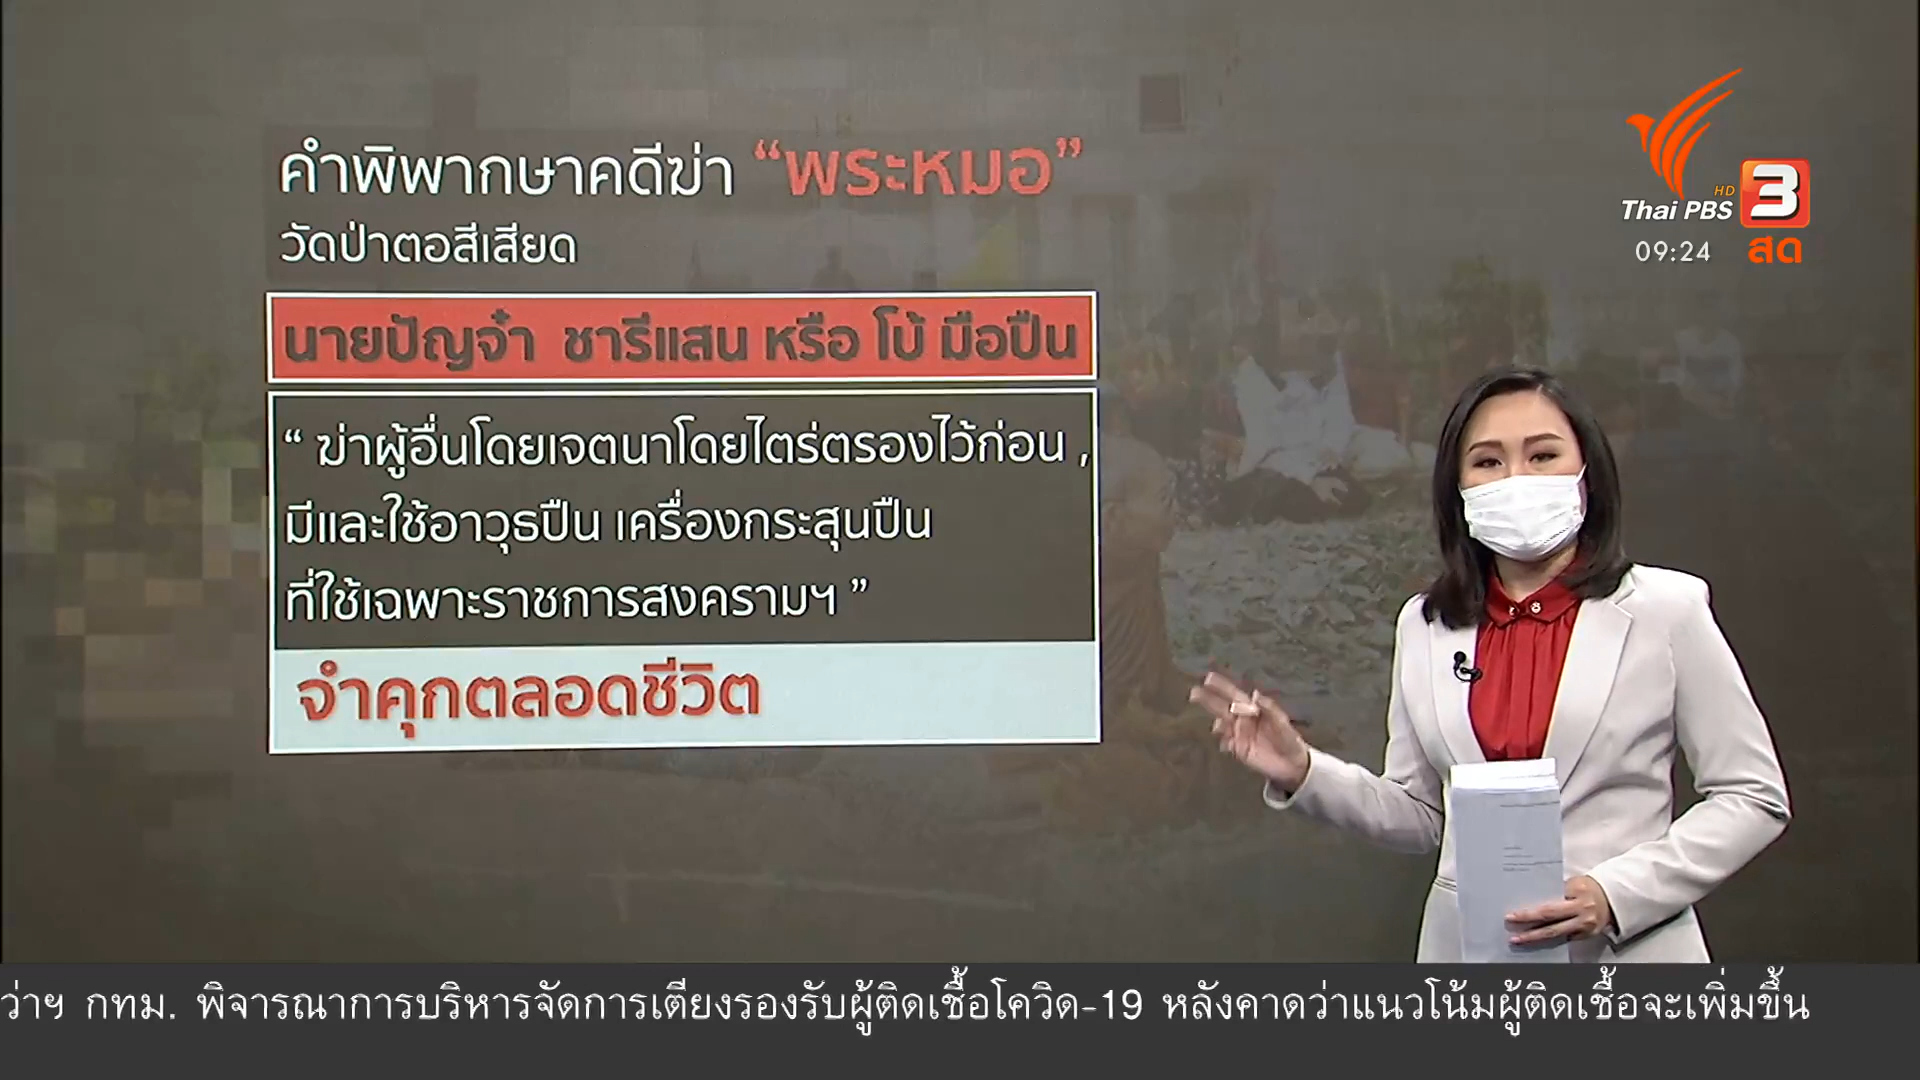 คำพิพากษาคดีฆ่า “พระหมอ”
วัดป่าตอสีเสียด
นายปัญจ๋า ชารีแสน หรือ โบ้ มือปืน
“ ฆ่าผู้อื่นโดยเจตนาโดยไตร่ตรองไว้ก่อน ,
มีและใช้อาวุธปืน เครื่องกระสุนปืน
ที่ใช้เฉพาะราชการสงครามฯ ”
จำคุกตลอดชีวิต
HD
Thai PBS 3
09:24 สด
ว่าฯ กทม. พิจารณาการบริหารจัดการเตียงรองรับผู้ติดเชื้อโควิด-19 หลังคาดว่าแนวโน้มผู้ติดเชื้อจะเพิ่มขึ้น